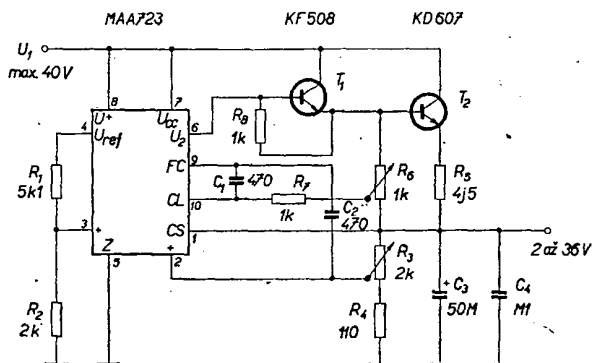 MAA723
KF508
KD607
U1
max. 40V
8
7
U+
Ucc
4
Uref
U2
6
T1
T2
R8
1k
FC
9
R1
5k1
C1
470
R7
1k
R6
1k
R5
4j5
CL
10
C2
470
3
+
CS
1
2 až 36V
Z
+
5
2
R3
2k
R2
2k
R4
110
+
C3
50M
C4
M1